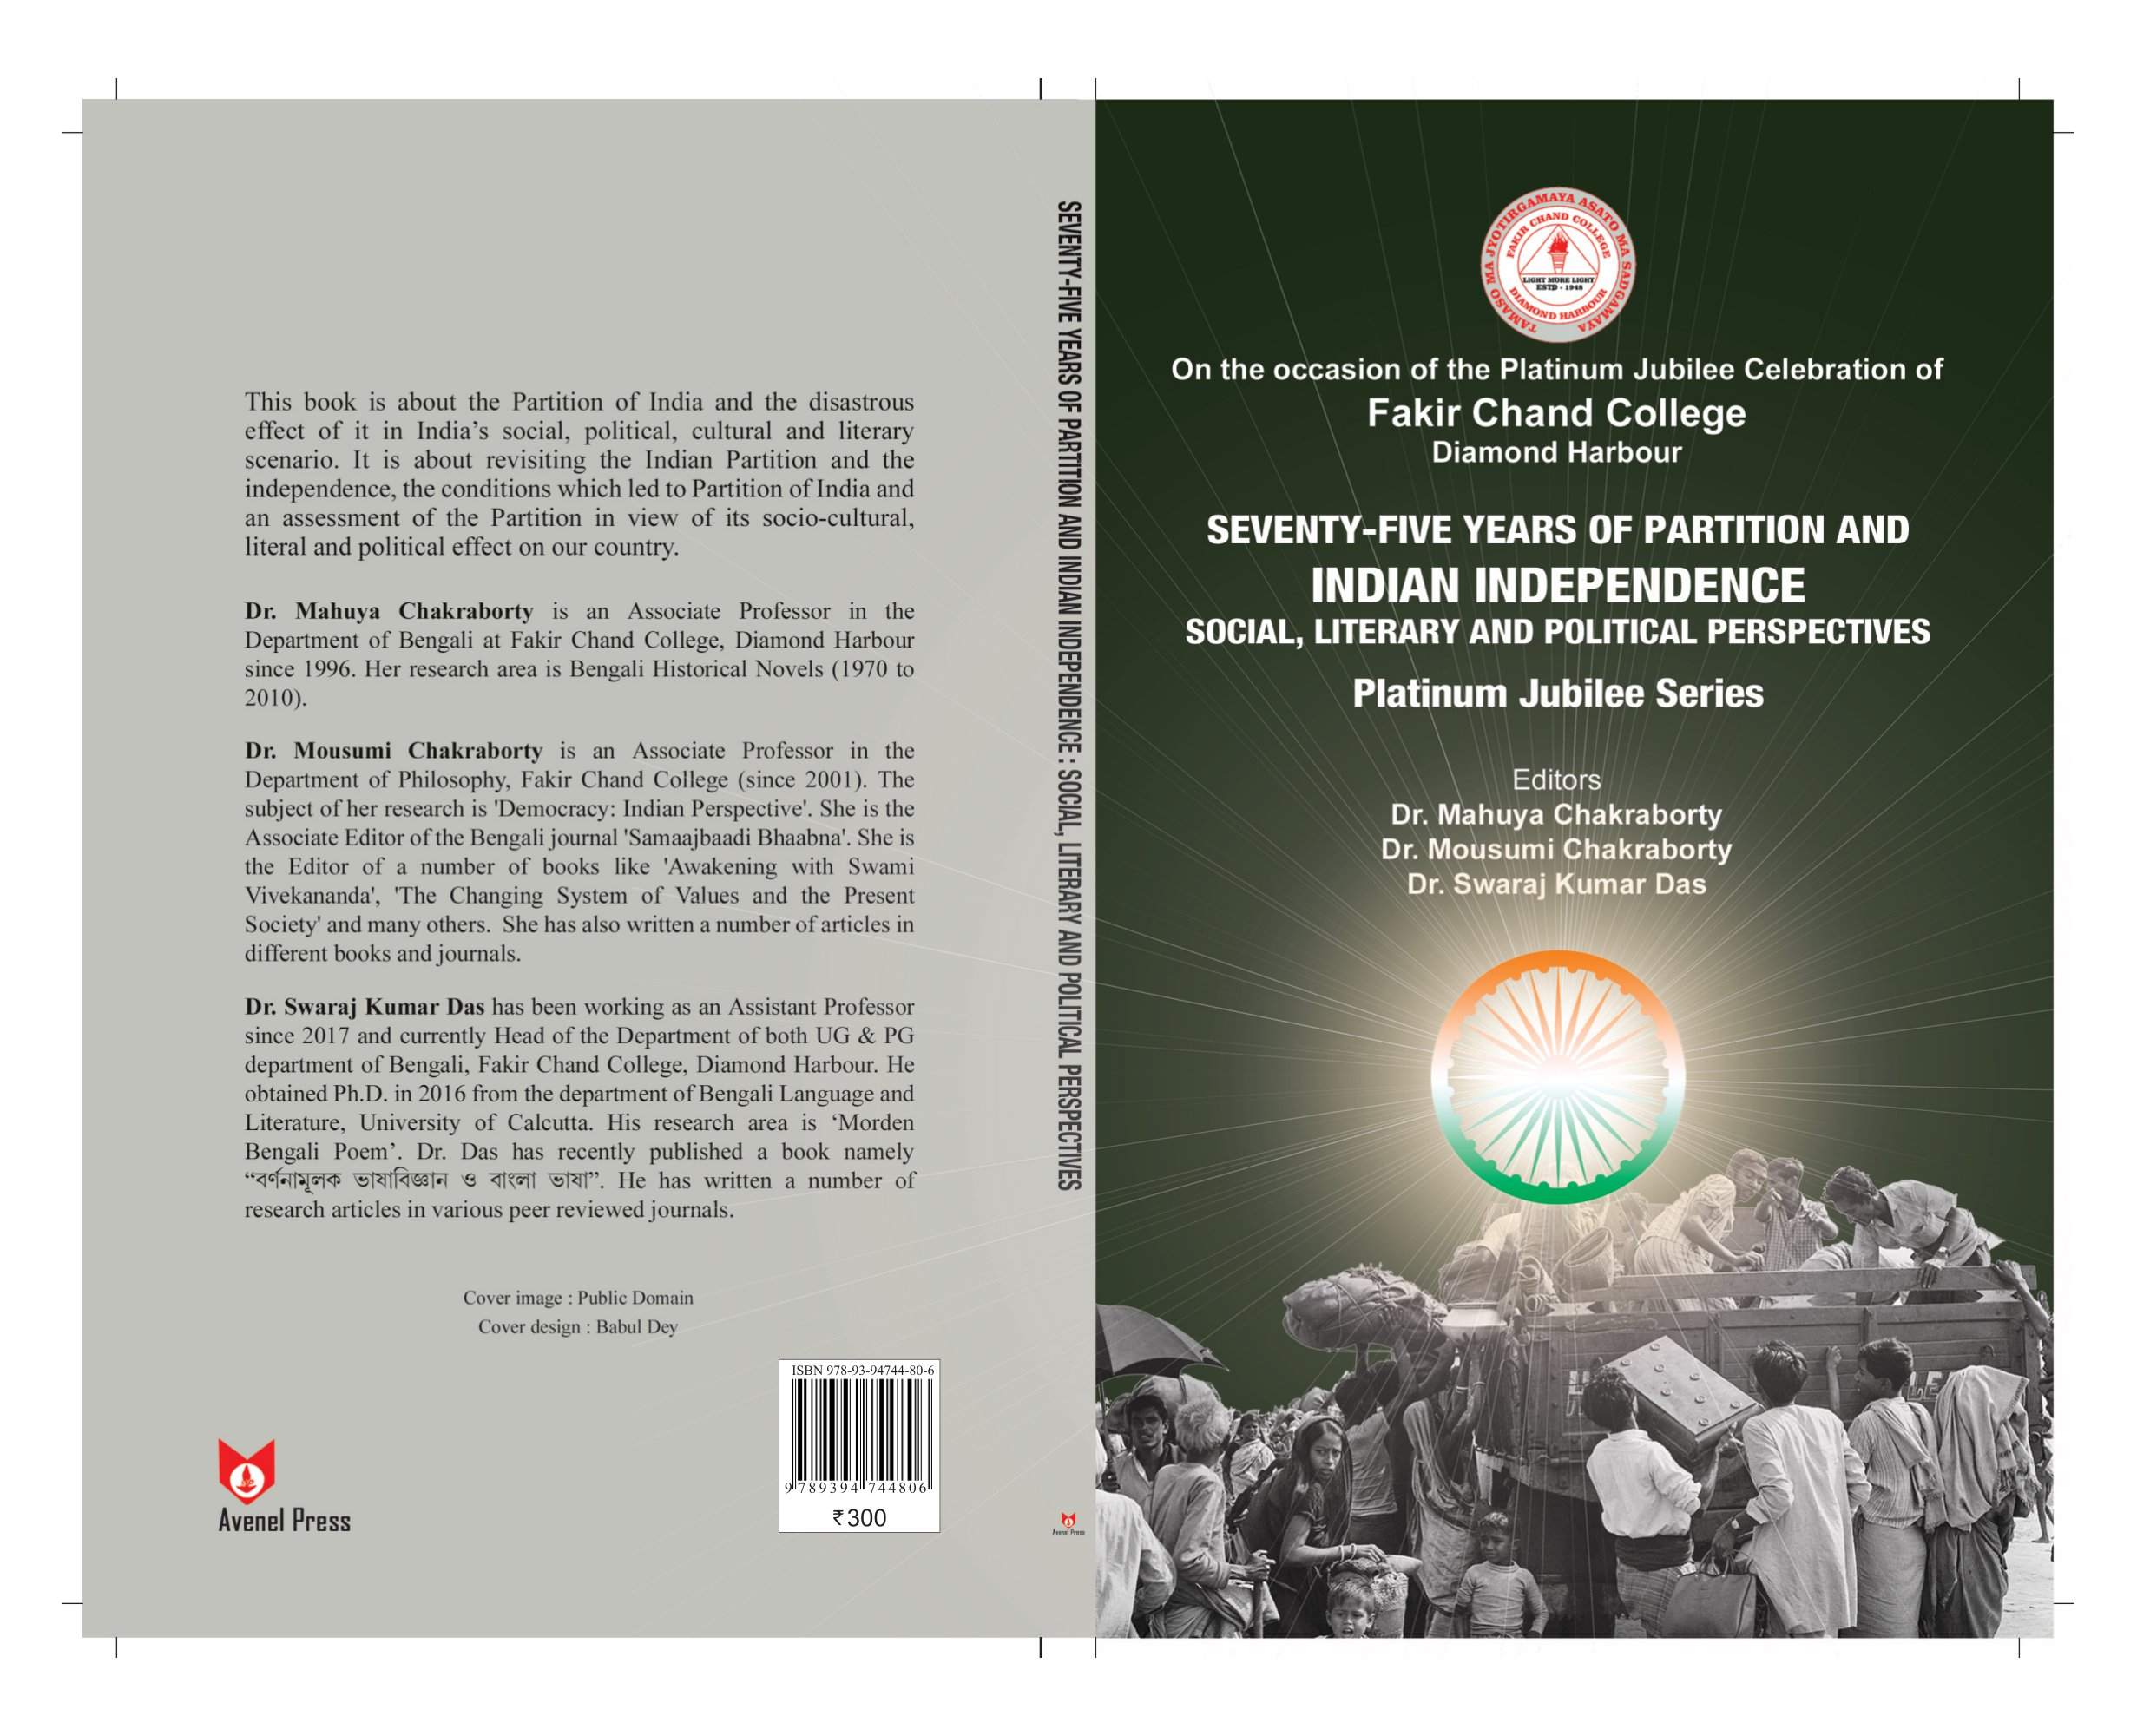 This book is about the Partition of India and the disastrous
effect of it in India’s social, political, cultural and literary
scenario. It is about revisiting the Indian Partition and the
independence, the conditions which led to Partition of India and
an assessment of the Partition in view of its socio-cultural,
literal and political effect on our country.
Dr. Mahuya Chakraborty is an Associate Professor in the
Department of Bengali at Fakir Chand College, Diamond Harbour
since 1996. Her research area is Bengali Historical Novels (1970 to
2010).
Dr. Mousumi Chakraborty is an Associate Professor in the
Department of Philosophy, Fakir Chand College (since 2001). The
subject of her research is 'Democracy: Indian Perspective'. She is the
Associate Editor of the Bengali journal 'Samaajbaadi Bhaabna'. She is
the Editor of a number of books like 'Awakening with Swami
Vivekananda', 'The Changing System of Values and the Present
Society' and many others. She has also written a number of articles in
different books and journals.
Dr. Swaraj Kumar Das has been working as an Assistant Professor
since 2017 and currently Head of the Department of both UG & PG
department of Bengali, Fakir Chand College, Diamond Harbour. He
obtained Ph.D. in 2016 from the department of Bengali Language and
Literature, University of Calcutta. His research area is ‘Morden
Bengali Poem’. Dr. Das has recently published a book namely
“বর্ণনামূলক ভাষাবিজ্ঞান ও বাংলা ভাষা”. He has written a number of
research articles in various peer reviewed journals.
Cover image : Public Domain
Cover design : Babul Dey
ISBN 978-93-94744-80-6
9 789394 744806
₹300
Avenel Press
SEVENTY-FIVE YEARS OF PARTITION AND INDIAN INDEPENDENCE : SOCIAL, LITERARY AND POLITICAL PERSPECTIVES
Avenel Press
TAMASO MA JYOTIRGAMAYA ASATO MA SADGAMAYA
FAKIR CHAND COLLEGE
LIGHT MORE LIGHT
ESTD - 1948
DIAMOND HARBOUR
On the occasion of the Platinum Jubilee Celebration of
Fakir Chand College
Diamond Harbour
SEVENTY-FIVE YEARS OF PARTITION AND
INDIAN INDEPENDENCE
SOCIAL, LITERARY AND POLITICAL PERSPECTIVES
Platinum Jubilee Series
Editors
Dr. Mahuya Chakraborty
Dr. Mousumi Chakraborty
Dr. Swaraj Kumar Das